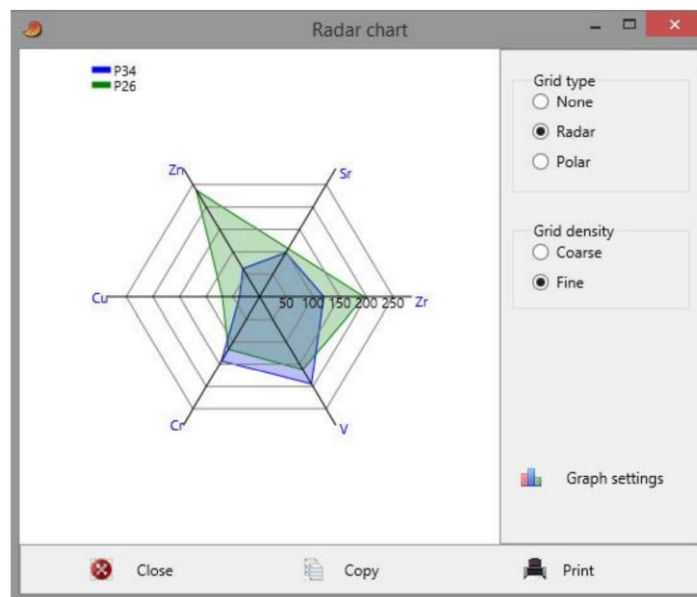 Radar chart
P34
P26
Zn
Sr
Cu
50 100 150 200 250
Zr
Cr
V
Grid type
None
Radar
Polar
Grid density
Coarse
Fine
Graph settings
Close
Copy
Print